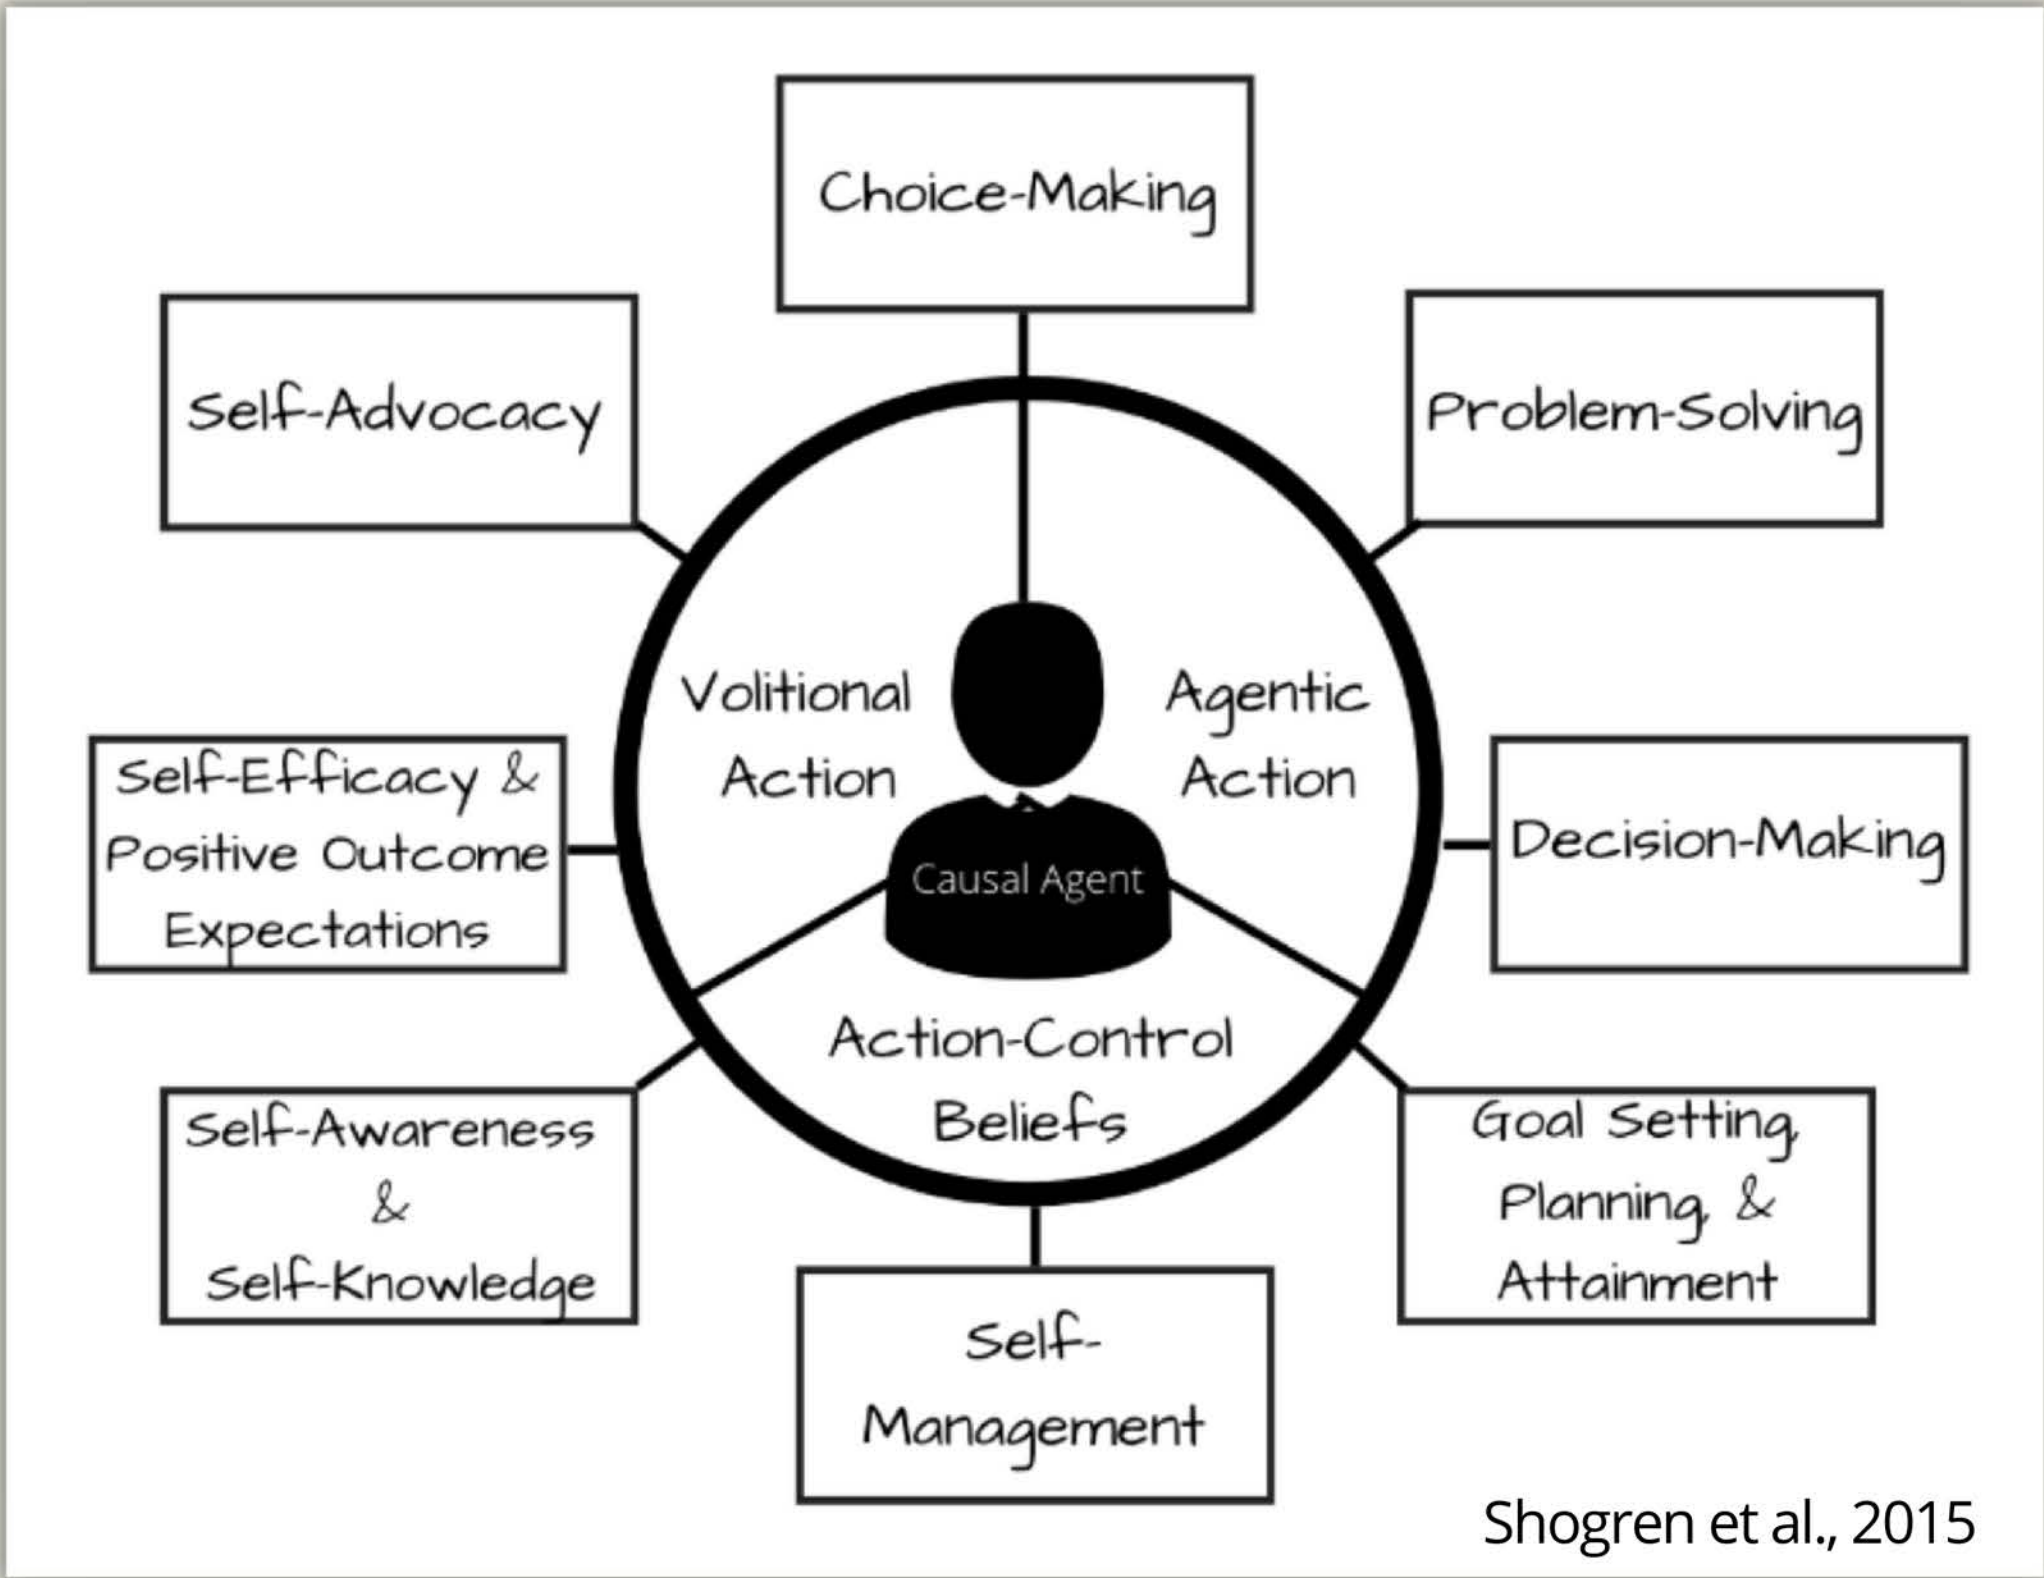 Choice-Making
Self-Advocacy
Problem-Solving
Volitional
Action
Agentic
Action
Self-Efficacy &
Positive Outcome
Expectations
Causal Agent
Decision-Making
Action-Control
Beliefs
Self-Awareness
&
Self-Knowledge
Goal Setting,
Planning, &
Attainment
Self-
Management
Shogren et al., 2015